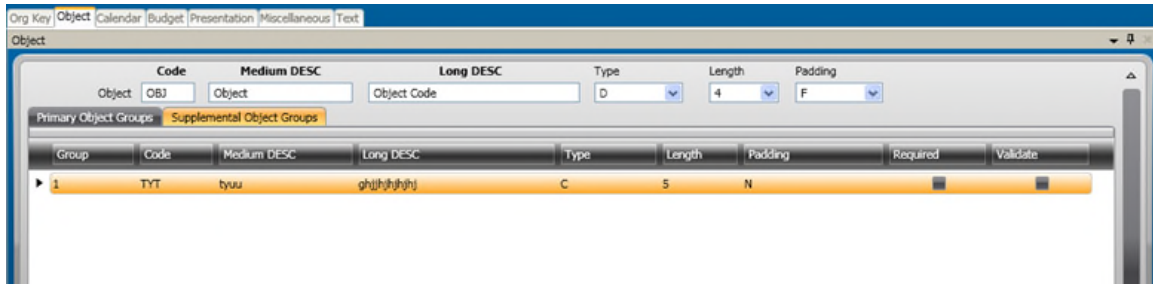 Org Key Object Calendar Budget Presentation Miscellaneous Text
Object
Code Medium DESC Long DESC Type Length Padding
Object OBJ Object Object Code D 4 F
Primary Object Groups Supplemental Object Groups
Group Code Medium DESC Long DESC Type Length Padding Required Validate
1 TYT tyuu C 5 N